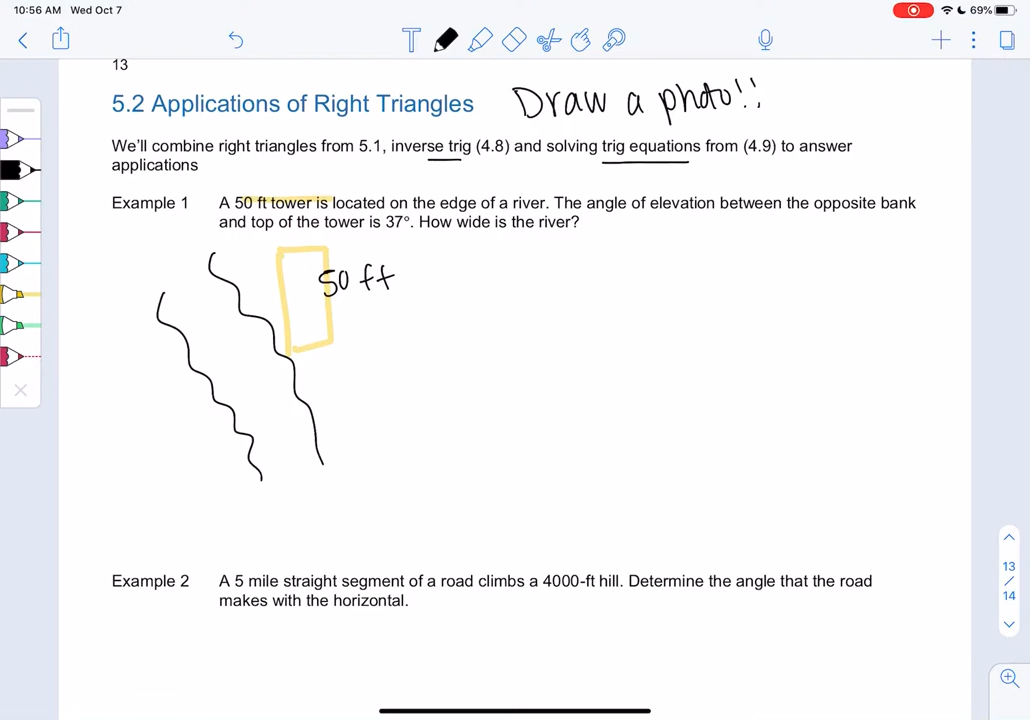 10:56 AM Wed Oct 7
69%
13
5.2 Applications of Right Triangles Draw a photo!!
We'll combine right triangles from 5.1, inverse trig (4.8) and solving trig equations from (4.9) to answer
applications
Example 1 A 50 ft tower is located on the edge of a river. The angle of elevation between the opposite bank
and top of the tower is 37°. How wide is the river?
50 ft
Example 2 A 5 mile straight segment of a road climbs a 4000-ft hill. Determine the angle that the road
makes with the horizontal.
13
/
14